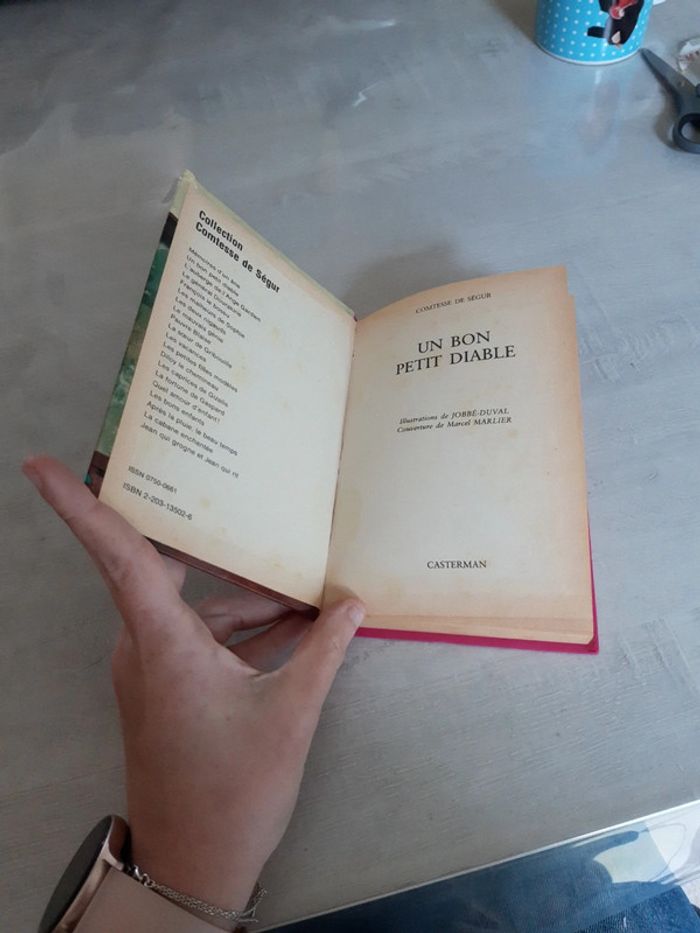 Collection
Comtesse de Ségur
Mémoires d'un âne
Un bon petit diable
L'auberge de l'Ange Gardien
Le général Dourakine
François le bossu
Les malheurs de Sophie
Les deux nigauds
Le mauvais génie
Pauvre Blaise
La sœur de Gribouille
Les vacances
Les petites filles modèles
Diloy le chemineau
Les caprices de Gizelle
La fortune de Gaspard
Quel amour d'enfant!
Les bons enfants
Après la pluie, le beau temps
La cabane enchantée
Jean qui grogne et Jean qui rit
ISSN 0750-0661
ISBN 2-203-13502-6
COMTESSE DE SÉGUR
UN BON
PETIT DIABLE
Illustrations de JOBBÉ-DUVAL
Couverture de Marcel MARLIER
CASTERMAN